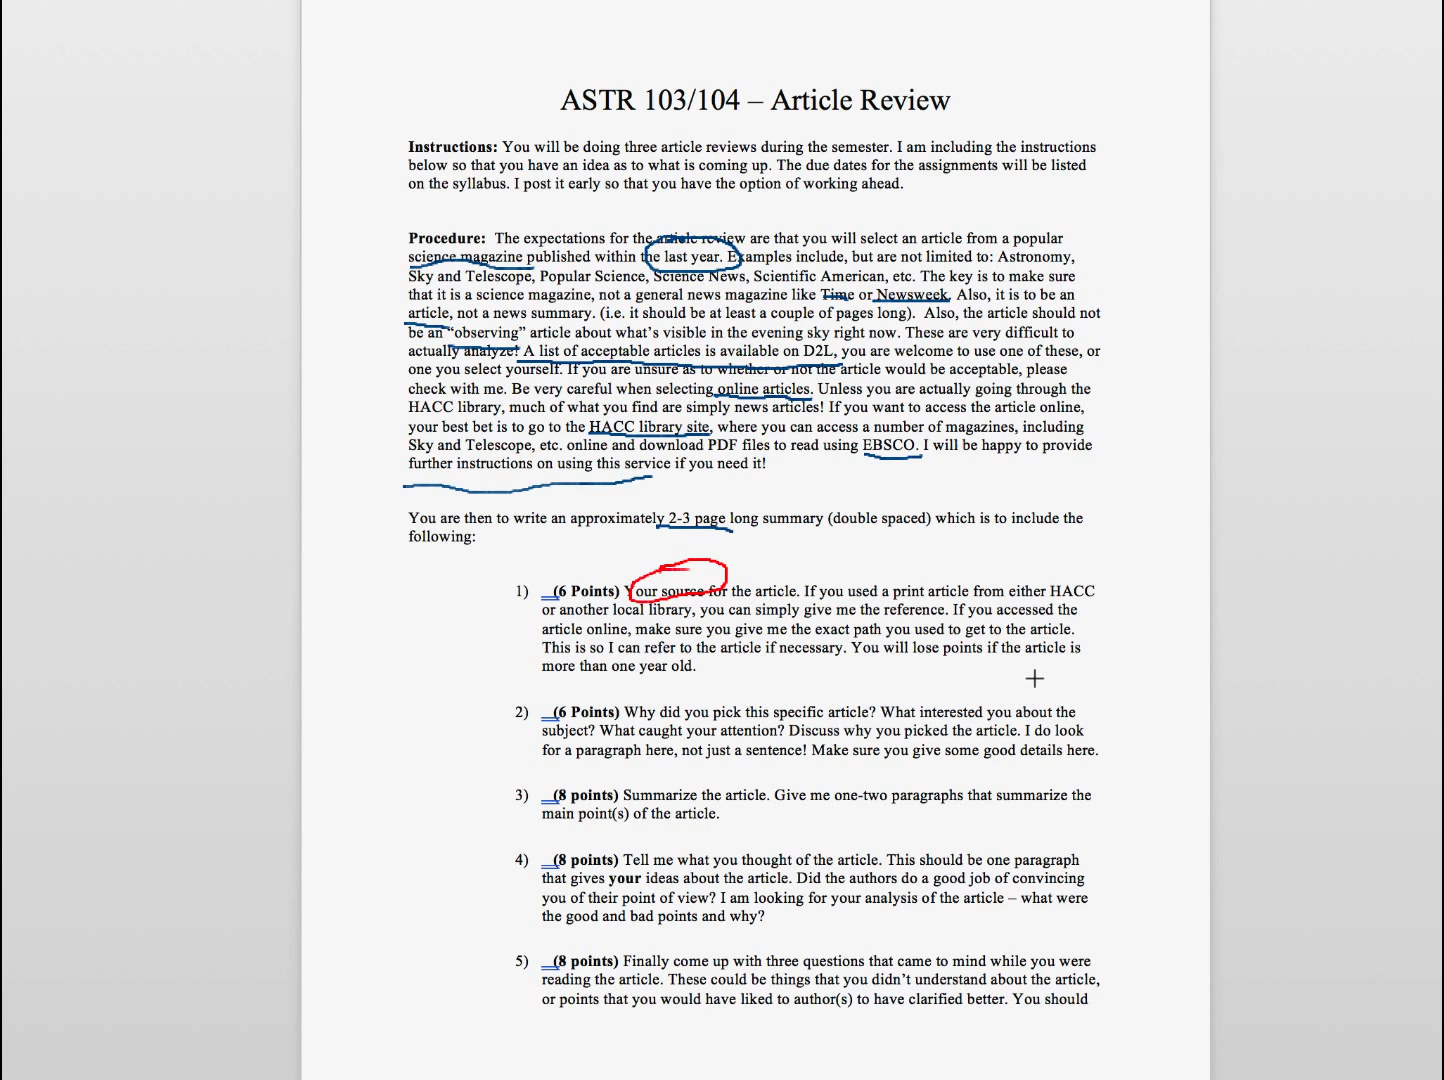 ASTR 103/104 – Article Review
Instructions: You will be doing three article reviews during the semester. I am including the instructions
below so that you have an idea as to what is coming up. The due dates for the assignments will be listed
on the syllabus. I post it early so that you have the option of working ahead.
Procedure: The expectations for the article review are that you will select an article from a popular
science magazine published within the last year. Examples include, but are not limited to: Astronomy,
Sky and Telescope, Popular Science, Science News, Scientific American, etc. The key is to make sure
that it is a science magazine, not a general news magazine like Time or Newsweek. Also, it is to be an
article, not a news summary. (i.e. it should be at least a couple of pages long). Also, the article should not
be an “observing” article about what’s visible in the evening sky right now. These are very difficult to
actually analyze! A list of acceptable articles is available on D2L, you are welcome to use one of these, or
one you select yourself. If you are unsure as to whether or not the article would be acceptable, please
check with me. Be very careful when selecting online articles. Unless you are actually going through the
HACC library, much of what you find are simply news articles! If you want to access the article online,
your best bet is to go to the HACC library site, where you can access a number of magazines, including
Sky and Telescope, etc. online and download PDF files to read using EBSCO. I will be happy to provide
further instructions on using this service if you need it!
You are then to write an approximately 2-3 page long summary (double spaced) which is to include the
following:
1) __(6 Points) Your source for the article. If you used a print article from either HACC
or another local library, you can simply give me the reference. If you accessed the
article online, make sure you give me the exact path you used to get to the article.
This is so I can refer to the article if necessary. You will lose points if the article is
more than one year old.
2) __(6 Points) Why did you pick this specific article? What interested you about the
subject? What caught your attention? Discuss why you picked the article. I do look
for a paragraph here, not just a sentence! Make sure you give some good details here.
3) __(8 points) Summarize the article. Give me one-two paragraphs that summarize the
main point(s) of the article.
4) __(8 points) Tell me what you thought of the article. This should be one paragraph
that gives your ideas about the article. Did the authors do a good job of convincing
you of their point of view? I am looking for your analysis of the article – what were
the good and bad points and why?
5) __(8 points) Finally come up with three questions that came to mind while you were
reading the article. These could be things that you didn’t understand about the article,
or points that you would have liked to author(s) to have clarified better. You should